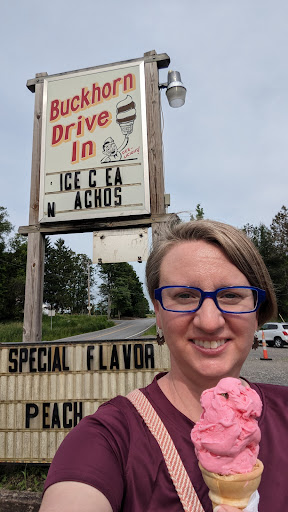 Buckhorn
Drive
In
ICE C EA
N ACHOS
SPECIAL FLAVOR
PEACH